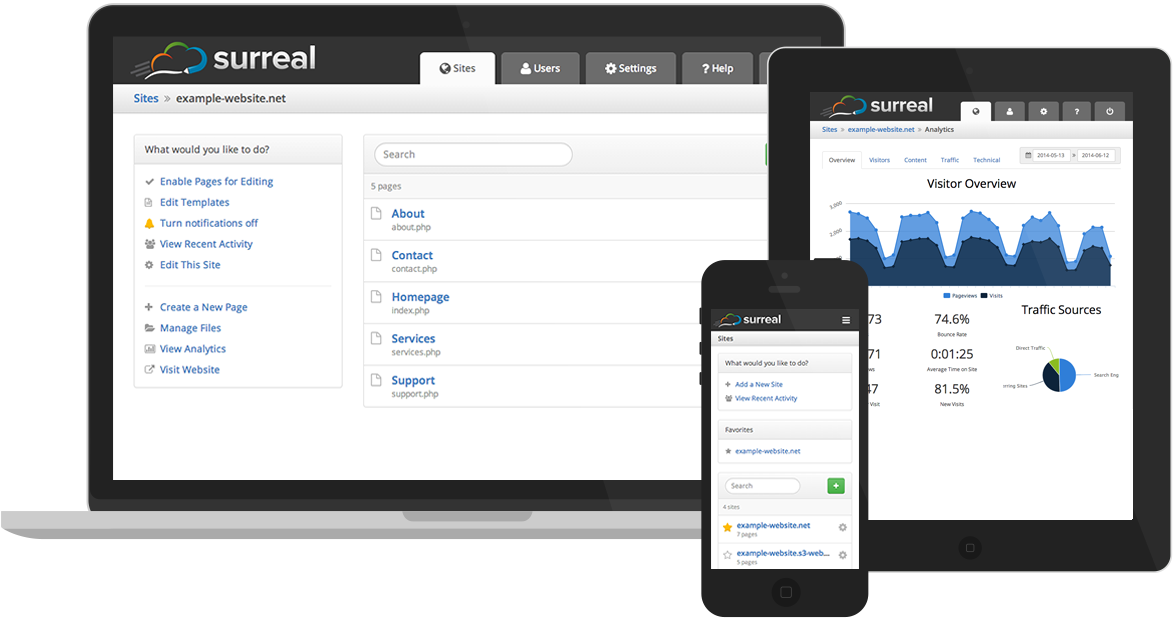 surreal
Sites
Users
Settings
? Help
Sites » example-website.net
What would you like to do?
Enable Pages for Editing
Edit Templates
Turn notifications off
View Recent Activity
Edit This Site
Create a New Page
Manage Files
View Analytics
Visit Website
Search
5 pages
About
about.php
Contact
contact.php
Homepage
index.php
Services
services.php
Support
support.php
surreal
?
Sites » example-website.net » Analytics
Overview
Visitors
Content
Traffic
Technical
2014-05-13 » 2014-06-12
Visitor Overview
3,000
2,000
Pageviews
Visits
73
74.6%
Bounce Rate
71
0:01:25
ws
Average Time on Site
47
81.5%
Visit
New Visits
Traffic Sources
Direct Traffic
Search Eng
rring Sites
surreal
Sites
What would you like to do?
Add a New Site
View Recent Activity
Favorites
example-website.net
Search
+
4 sites
example-website.net
7 pages
example-website.s3-web...
5 pages